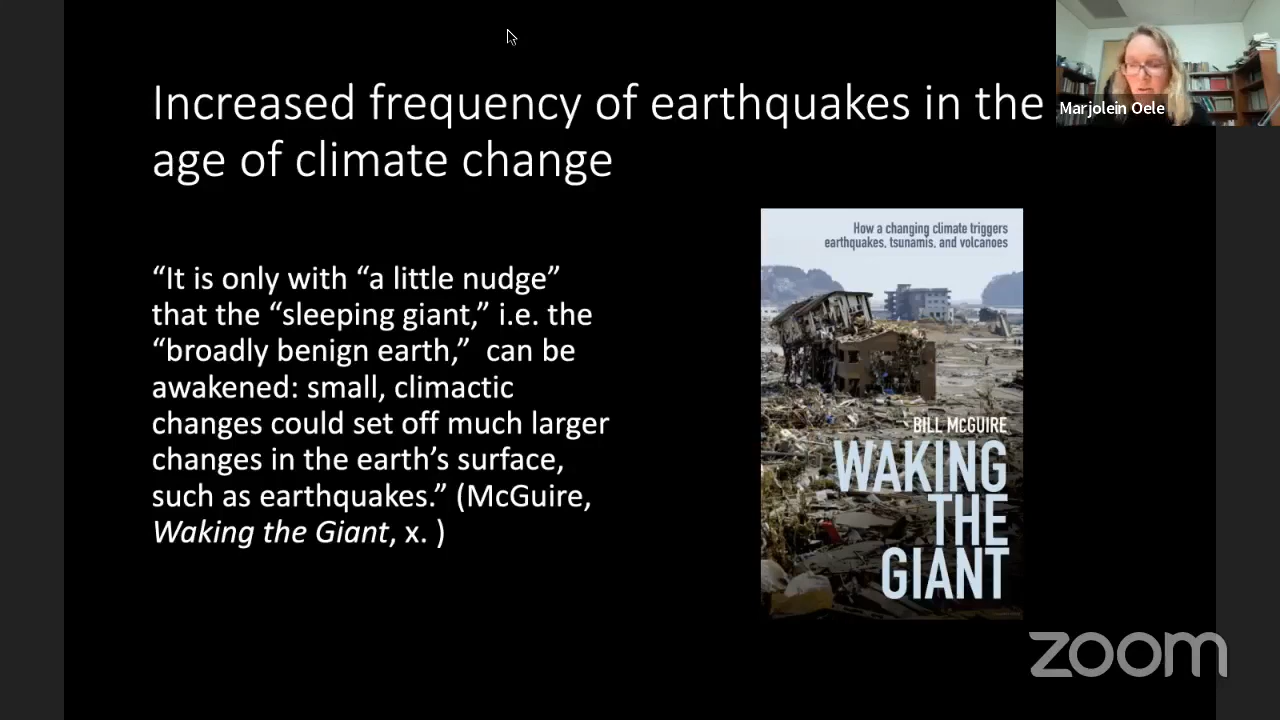 Increased frequency of earthquakes in the
age of climate change
Marjolein Oele
“It is only with “a little nudge”
that the “sleeping giant,” i.e. the
“broadly benign earth,” can be
awakened: small, climactic
changes could set off much larger
changes in the earth’s surface,
such as earthquakes.” (McGuire,
Waking the Giant, x. )
How a changing climate triggers
earthquakes, tsunamis, and volcanoes
BILL McGUIRE
WAKING
THE
GIANT
zoom